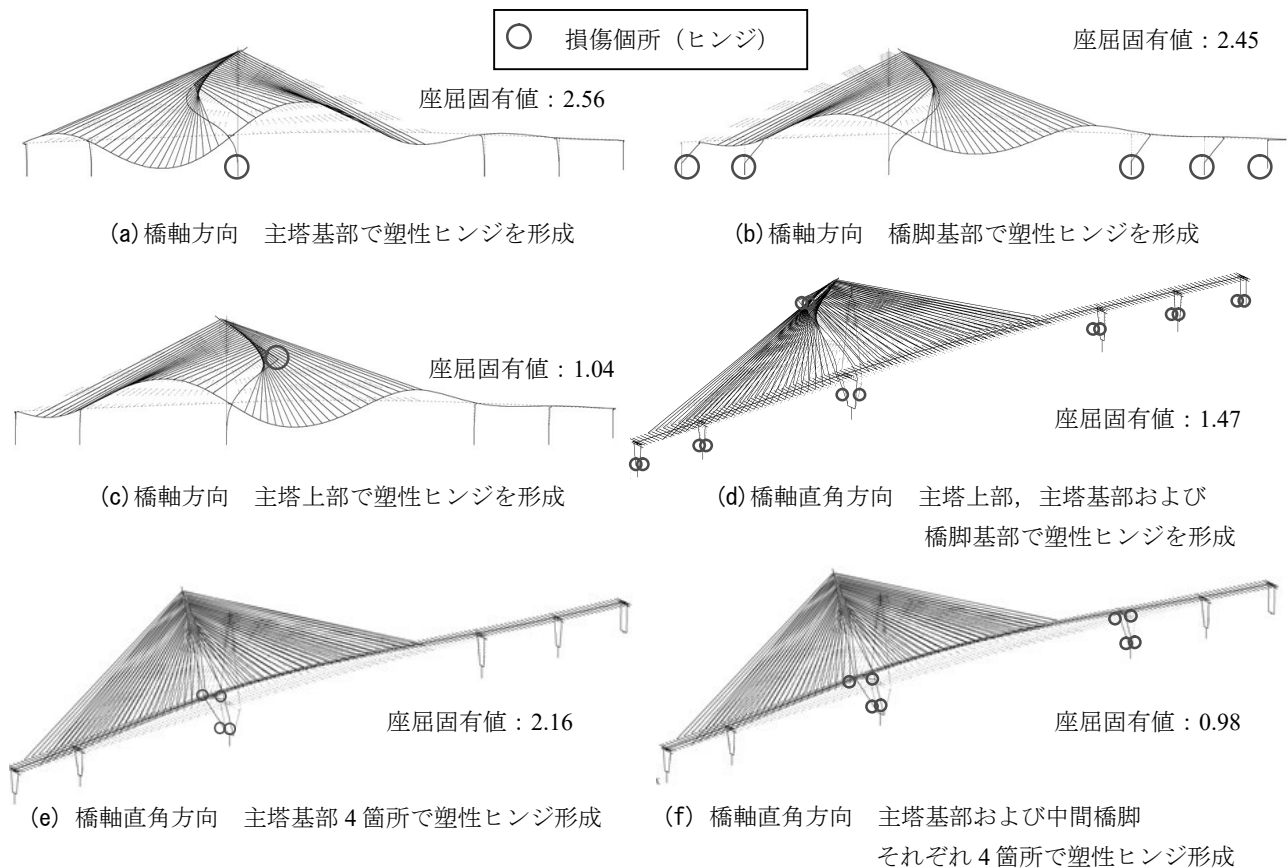 ○ 損傷個所（ヒンジ）
座屈固有値：2.56
座屈固有値：2.45
(a)橋軸方向　主塔基部で塑性ヒンジを形成
(b)橋軸方向　橋脚基部で塑性ヒンジを形成
座屈固有値：1.04
座屈固有値：1.47
(c)橋軸方向　主塔上部で塑性ヒンジを形成
(d)橋軸直角方向　主塔上部，主塔基部および
橋脚基部で塑性ヒンジを形成
座屈固有値：2.16
座屈固有値：0.98
(e) 橋軸直角方向　主塔基部 4 箇所で塑性ヒンジ形成
(f) 橋軸直角方向　主塔基部および中間橋脚
それぞれ 4 箇所で塑性ヒンジ形成